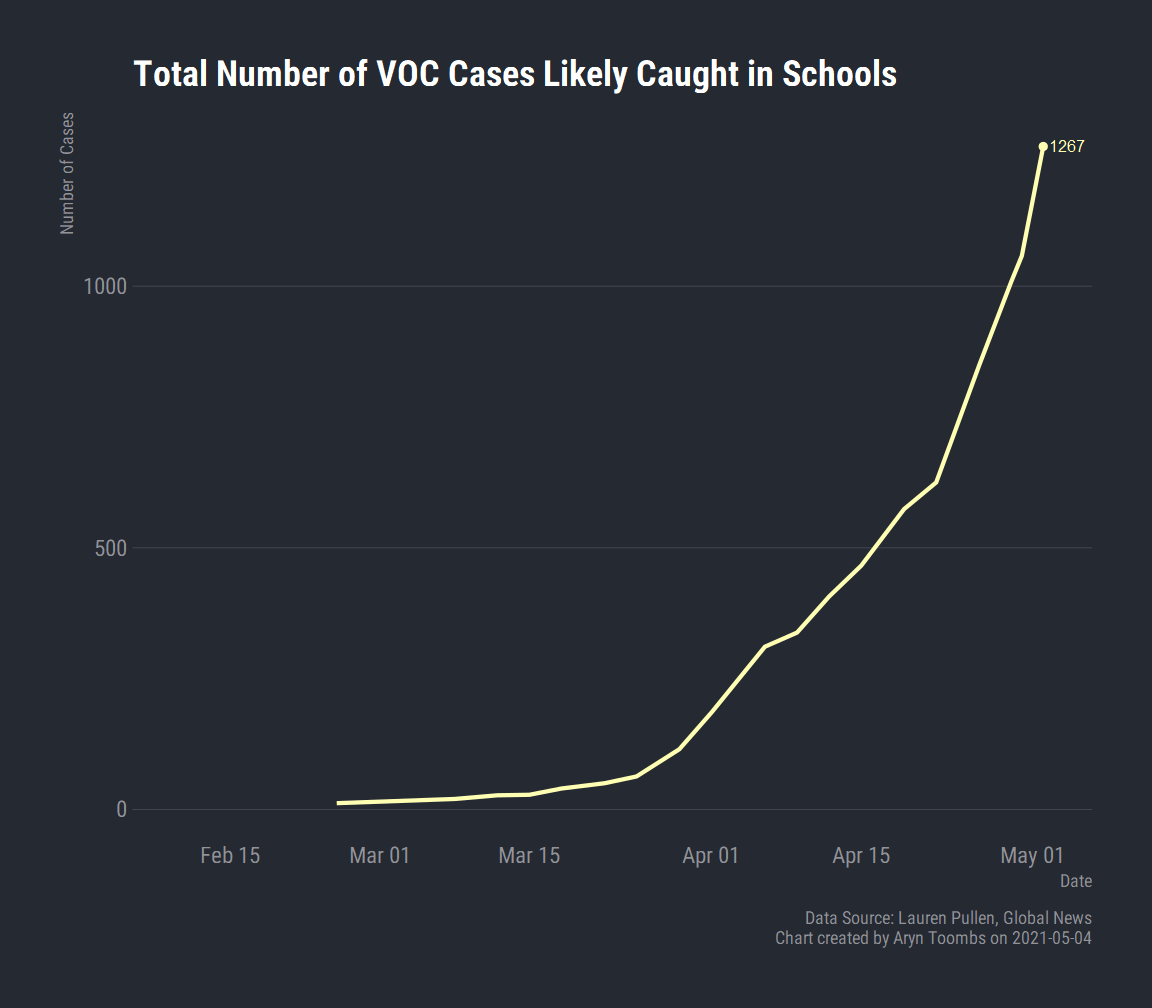 Total Number of VOC Cases Likely Caught in Schools
Number of Cases
1267
1000
500
0
Feb 15
Mar 01
Mar 15
Apr 01
Apr 15
May 01
Date
Data Source: Lauren Pullen, Global News
Chart created by Aryn Toombs on 2021-05-04